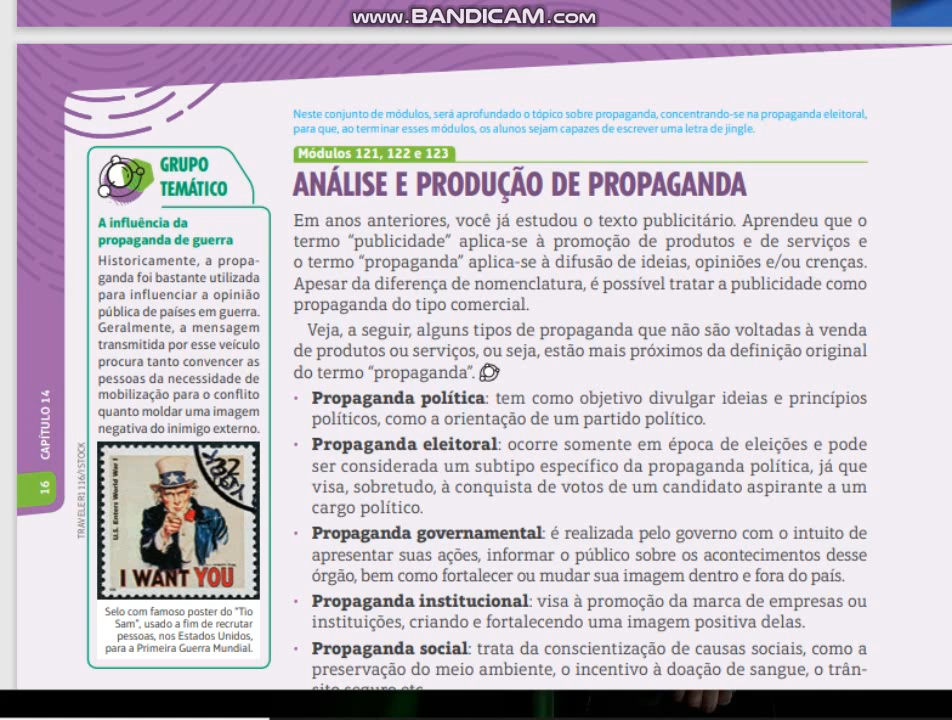 www.BANDICAM.com
Neste conjunto de módulos, será aprofundado o tópico sobre propaganda, concentrando-se na propaganda eleitoral,
para que, ao terminar esses módulos, os alunos sejam capazes de escrever uma letra de jingle.
Módulos 121, 122 e 123
ANÁLISE E PRODUÇÃO DE PROPAGANDA
Em anos anteriores, você já estudou o texto publicitário. Aprendeu que o
termo “publicidade” aplica-se à promoção de produtos e de serviços e
o termo “propaganda” aplica-se à difusão de ideias, opiniões e/ou crenças.
Apesar da diferença de nomenclatura, é possível tratar a publicidade como
propaganda do tipo comercial.
Veja, a seguir, alguns tipos de propaganda que não são voltadas à venda
de produtos ou serviços, ou seja, estão mais próximos da definição original
do termo “propaganda”.
• Propaganda política: tem como objetivo divulgar ideias e princípios
políticos, como a orientação de um partido político.
• Propaganda eleitoral: ocorre somente em época de eleições e pode
ser considerada um subtipo específico da propaganda política, já que
visa, sobretudo, à conquista de votos de um candidato aspirante a um
cargo político.
• Propaganda governamental: é realizada pelo governo com o intuito de
apresentar suas ações, informar o público sobre os acontecimentos desse
órgão, bem como fortalecer ou mudar sua imagem dentro e fora do país.
• Propaganda institucional: visa à promoção da marca de empresas ou
instituições, criando e fortalecendo uma imagem positiva delas.
• Propaganda social: trata da conscientização de causas sociais, como a
preservação do meio ambiente, o incentivo à doação de sangue, o trân-
sito seguro etc.
GRUPO
TEMÁTICO
A influência da
propaganda de guerra
Historicamente, a propa-
ganda foi bastante utilizada
para influenciar a opinião
pública de países em guerra.
Geralmente, a mensagem
transmitida por esse veículo
procura tanto convencer as
pessoas da necessidade de
mobilização para o conflito
quanto moldar uma imagem
negativa do inimigo externo.
U.S. Enters World War I
32
USA
I WANT YOU
Selo com famoso poster do “Tio
Sam”, usado a fim de recrutar
pessoas, nos Estados Unidos,
para a Primeira Guerra Mundial.
TRAVELER1116/ISTOCK
CAPÍTULO 14
16